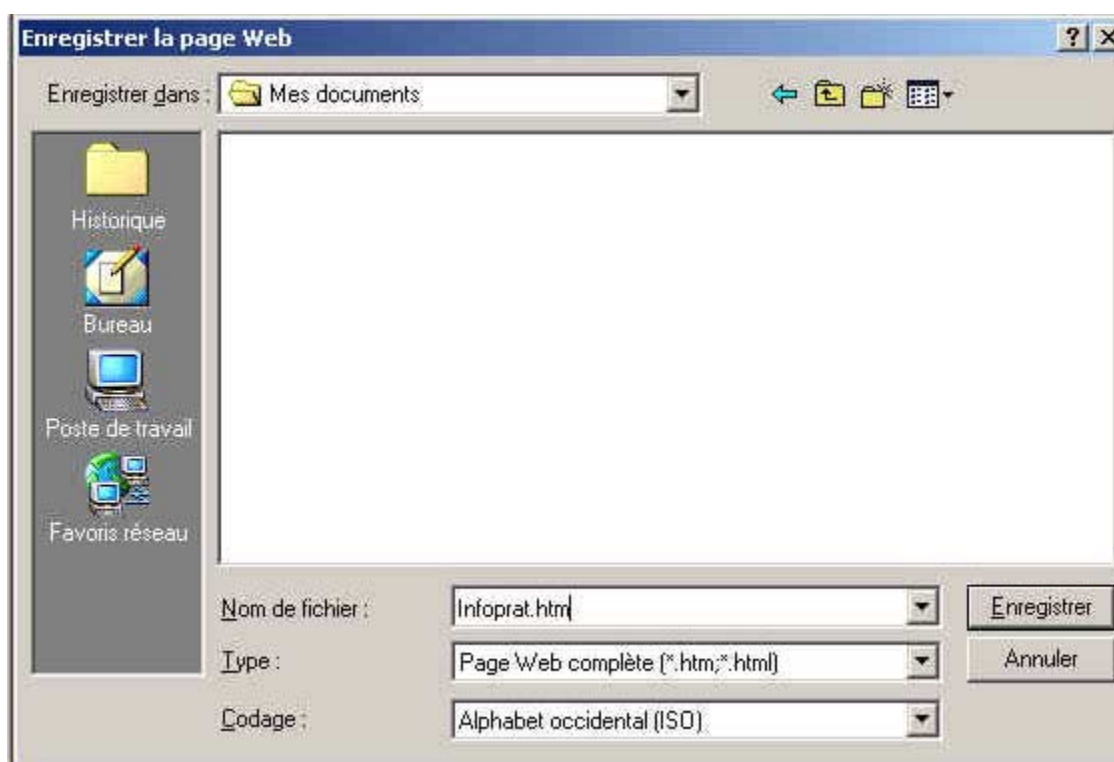 Enregistrer la page Web
Enregistrer dans :
Mes documents
Historique
Bureau
Poste de travail
Favoris réseau
Nom de fichier :
Infoprat.htm
Enregistrer
Type :
Page Web complète (*.htm;*.html)
Annuler
Codage :
Alphabet occidental (ISO)